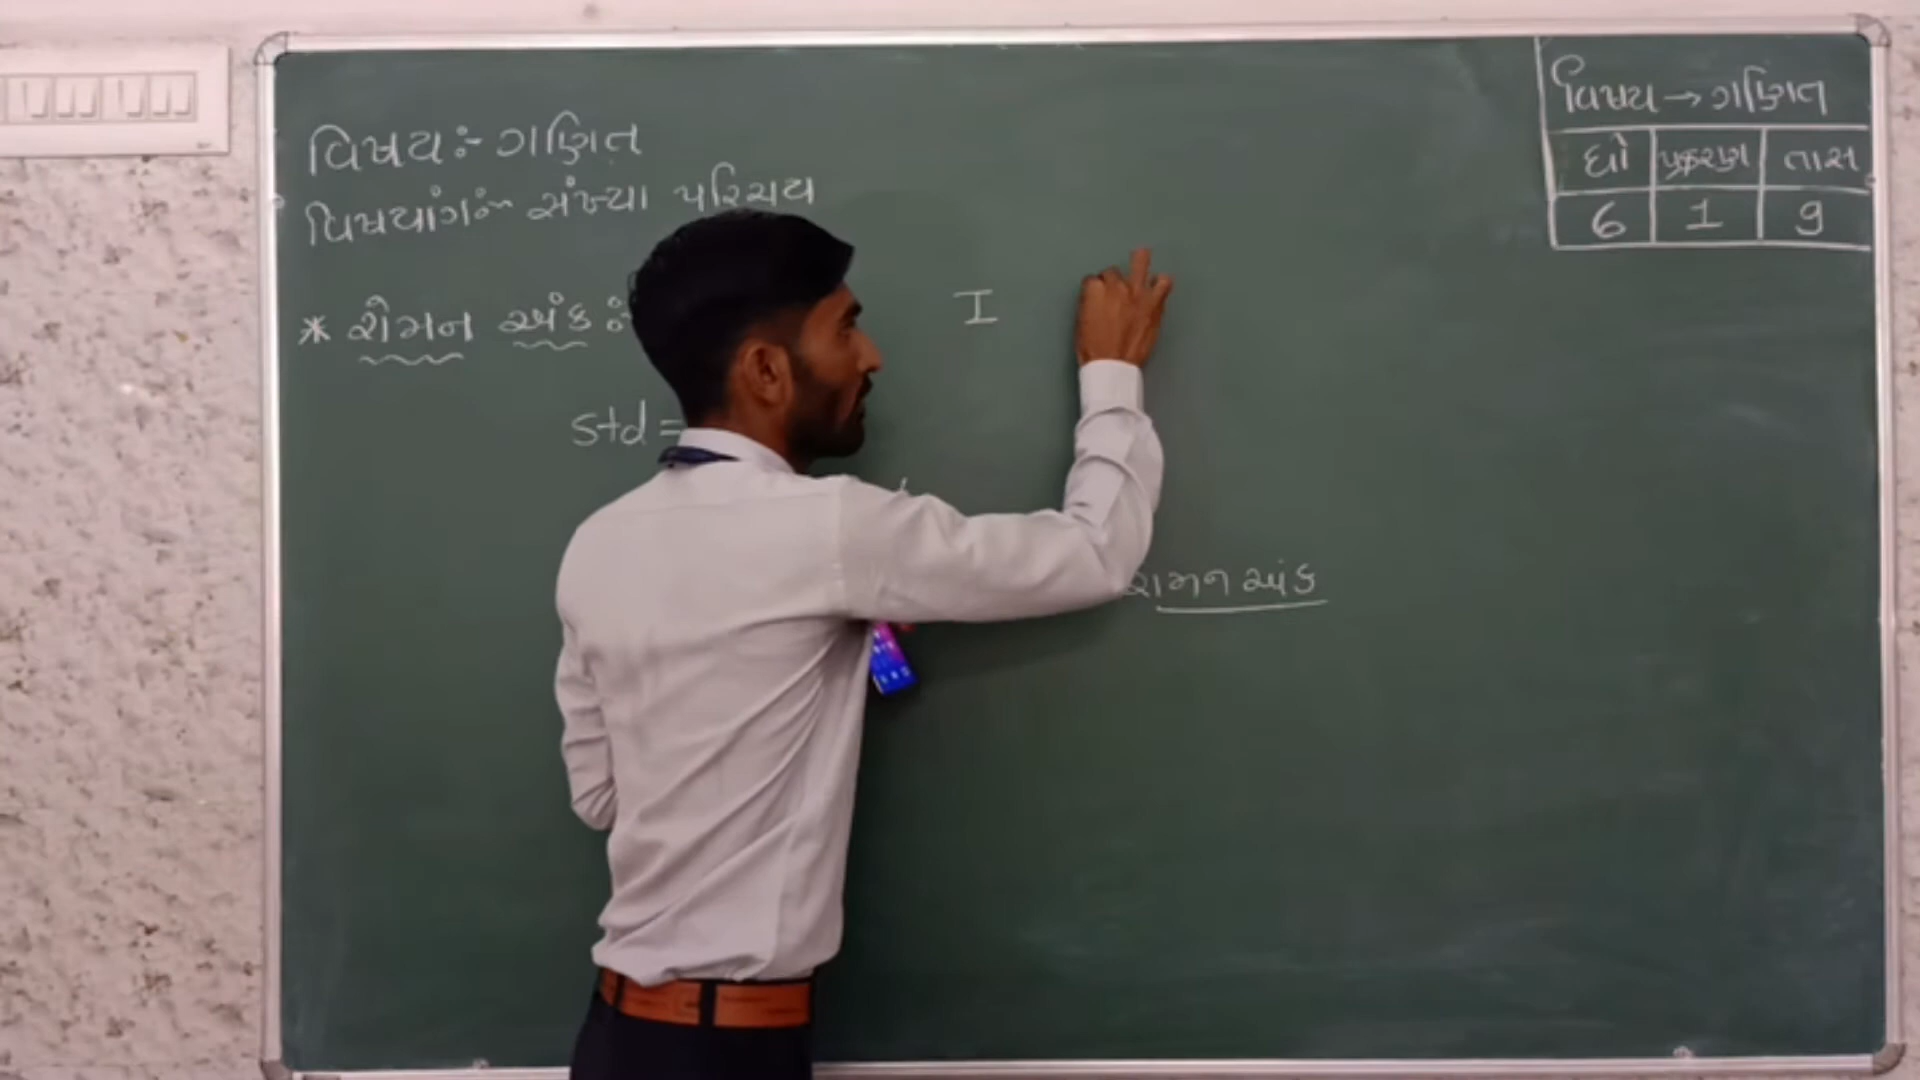 વિષય:- ગણિત
વિષયાંગ:- સંખ્યા પરિચય
* રોમન અંક :-
I
std =
રોમન અંક
વિષય → ગણિત
ધો પ્રકરણ તાસ
6 1 9